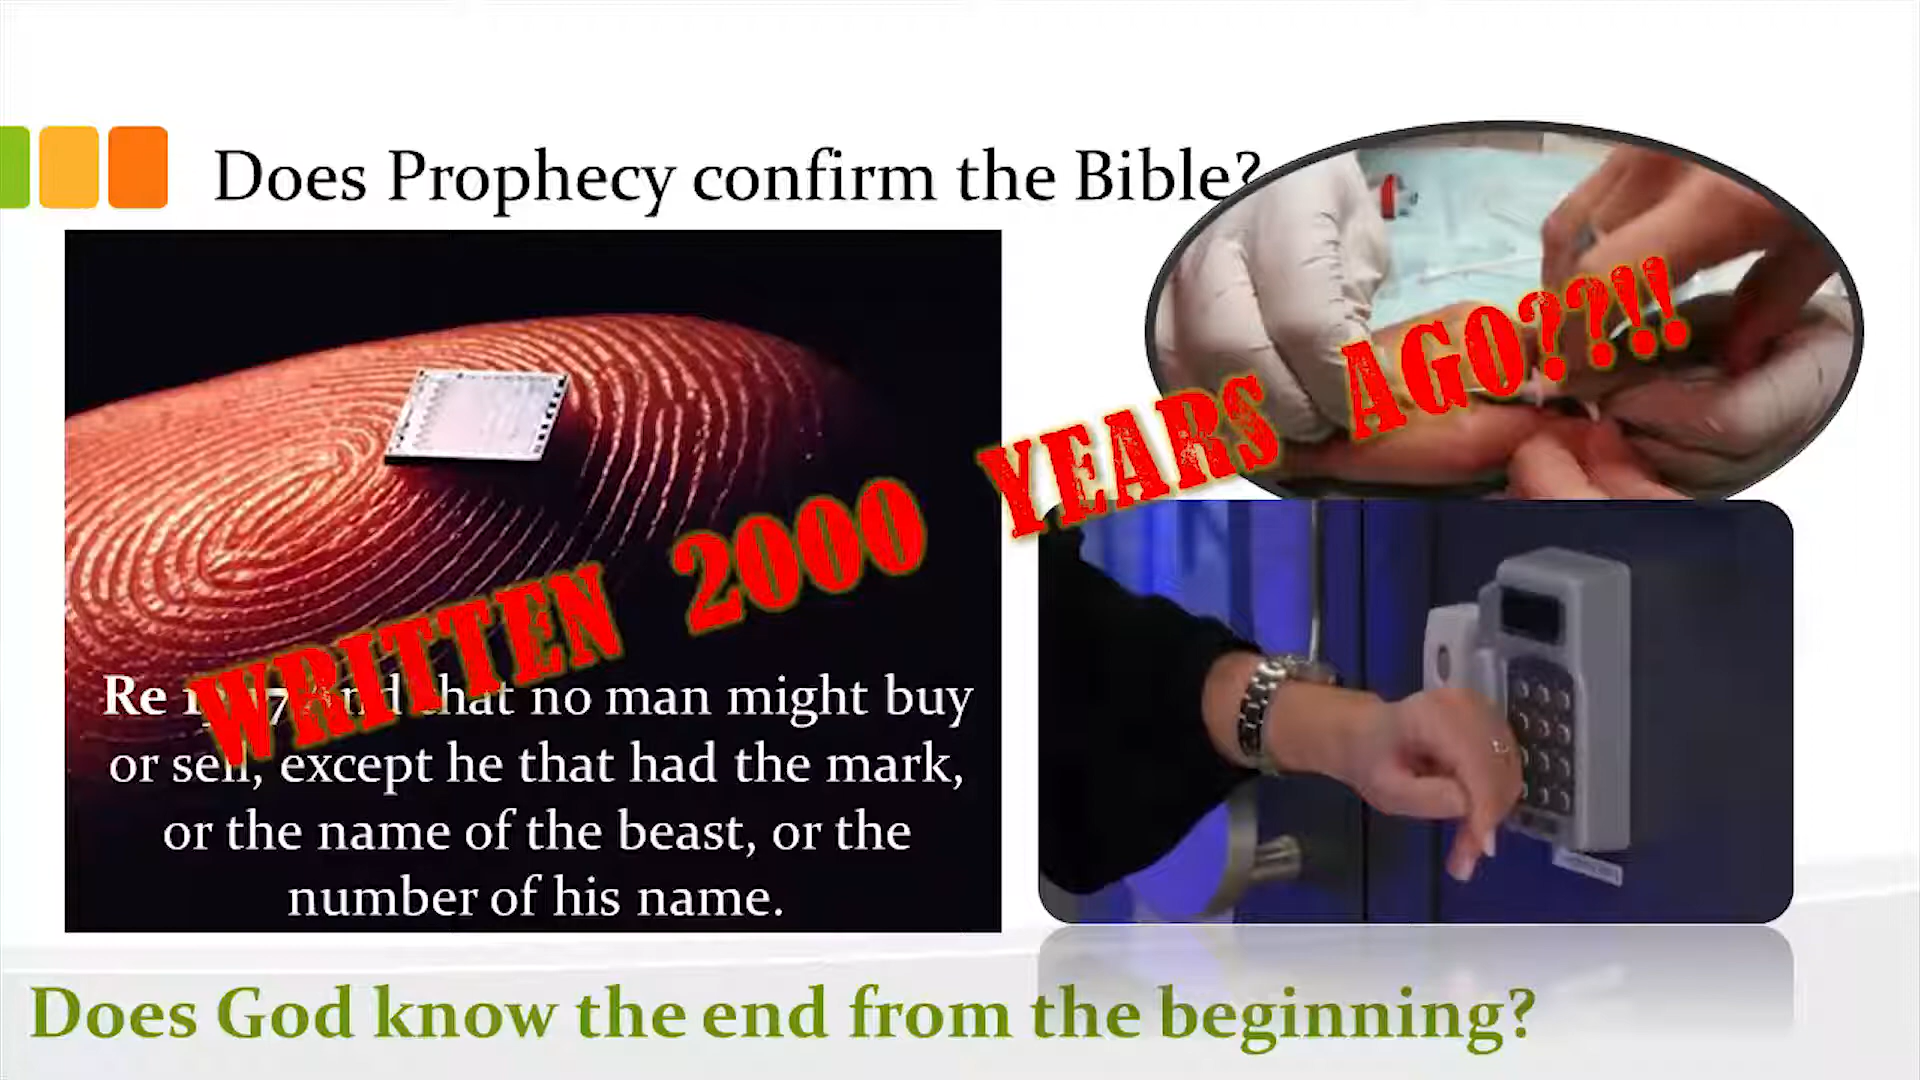 Does Prophecy confirm the Bible?
WRITTEN 2000 YEARS AGO??!!
Re that no man might buy
or sell, except he that had the mark,
or the name of the beast, or the
number of his name.
Does God know the end from the beginning?